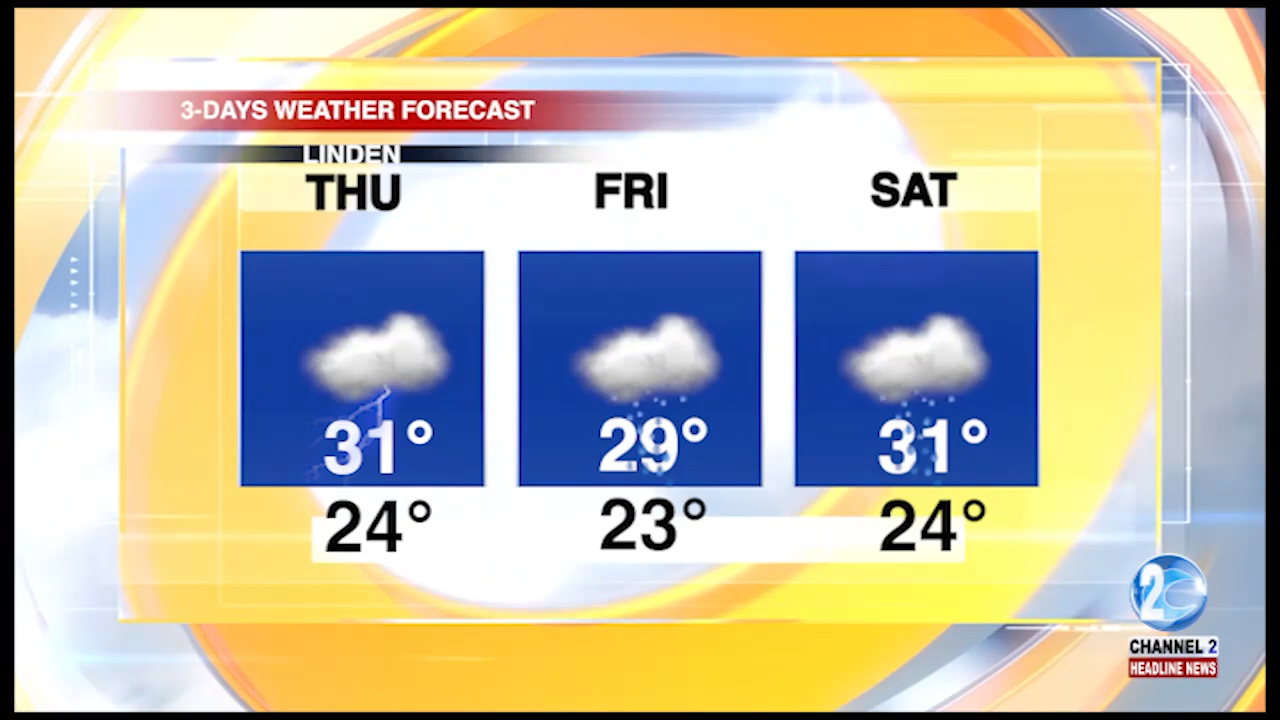 3-DAYS WEATHER FORECAST
LINDEN
THU FRI SAT
31° 29° 31°
24° 23° 24°
2
CHANNEL 2
HEADLINE NEWS